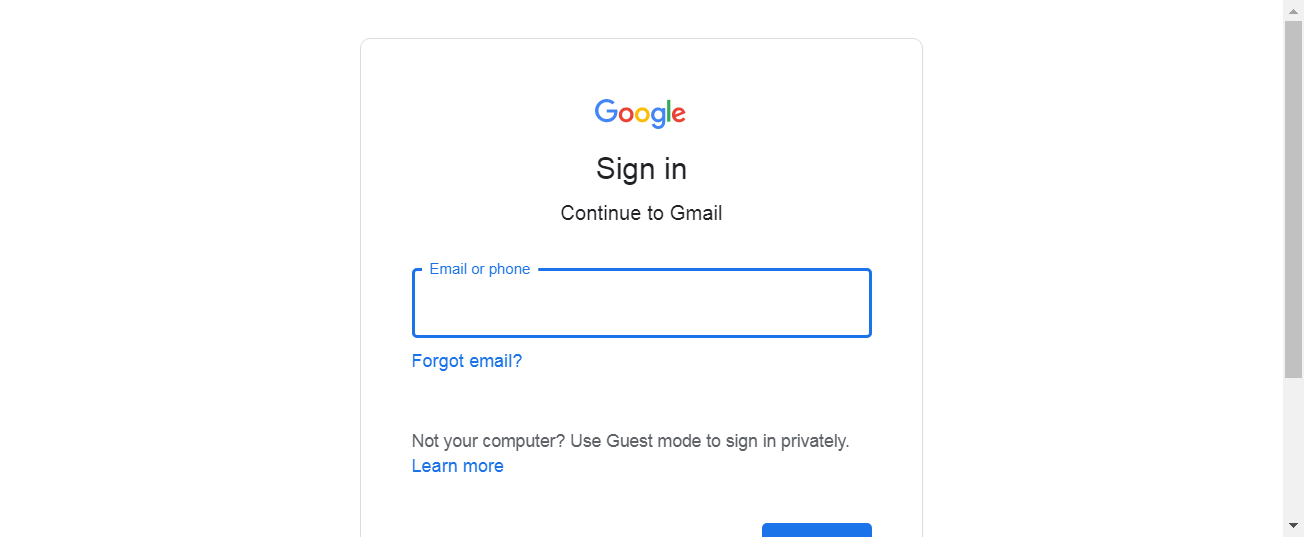 Google
Sign in
Continue to Gmail
Email or phone
Forgot email?
Not your computer? Use Guest mode to sign in privately.
Learn more